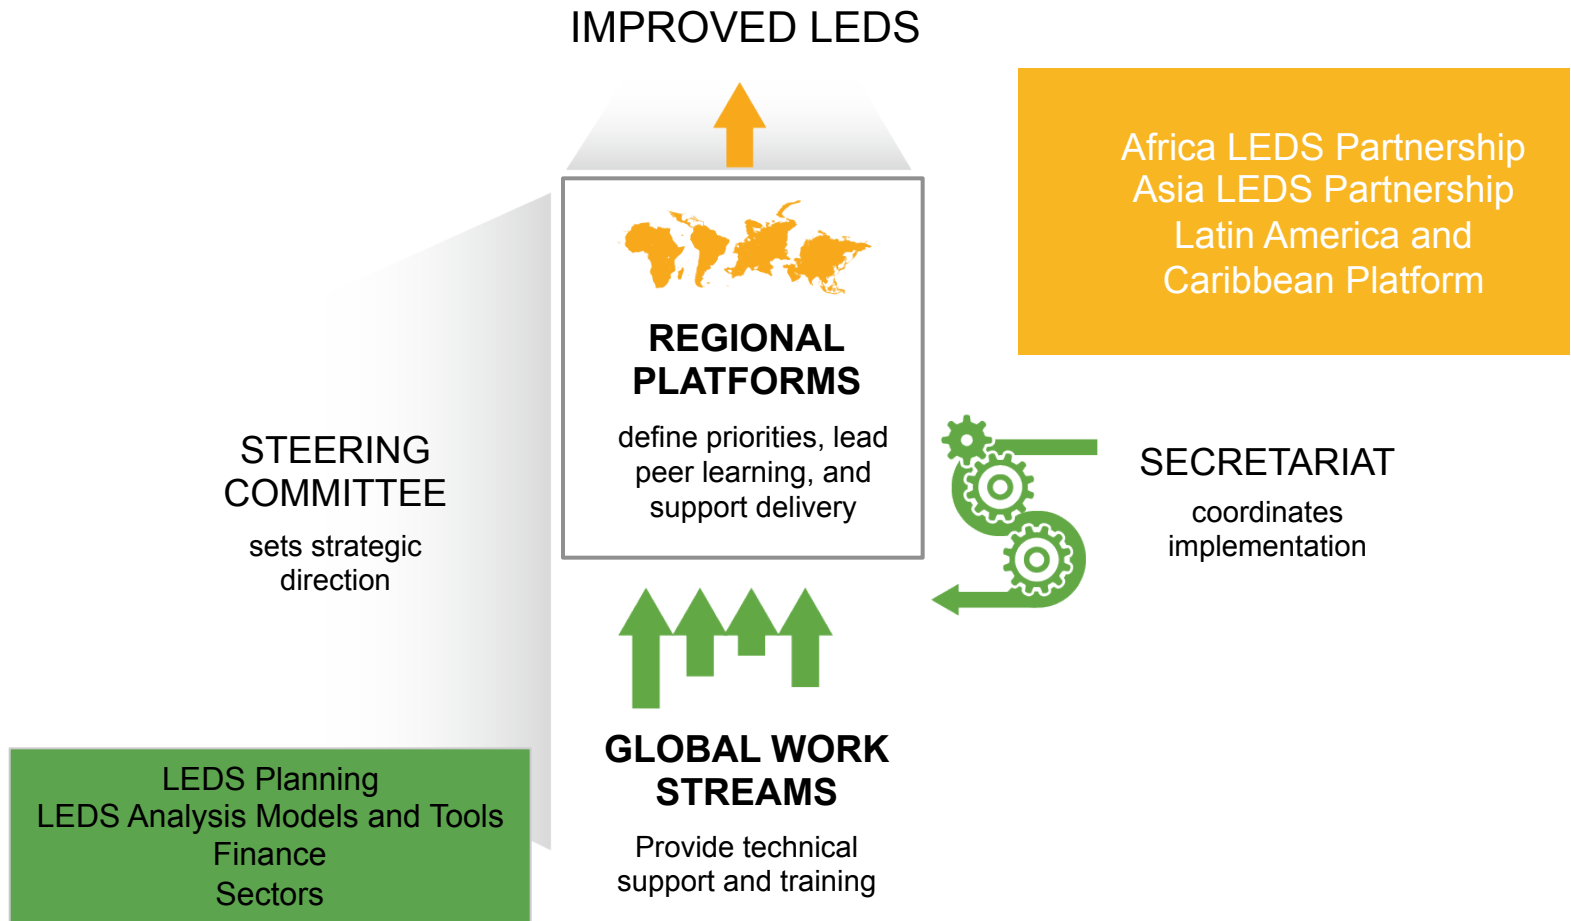 IMPROVED LEDS
Africa LEDS Partnership
Asia LEDS Partnership
Latin America and
Caribbean Platform
REGIONAL
PLATFORMS
define priorities, lead
peer learning, and
support delivery
STEERING
COMMITTEE
sets strategic
direction
SECRETARIAT
coordinates
implementation
GLOBAL WORK
STREAMS
Provide technical
support and training
LEDS Planning
LEDS Analysis Models and Tools
Finance
Sectors